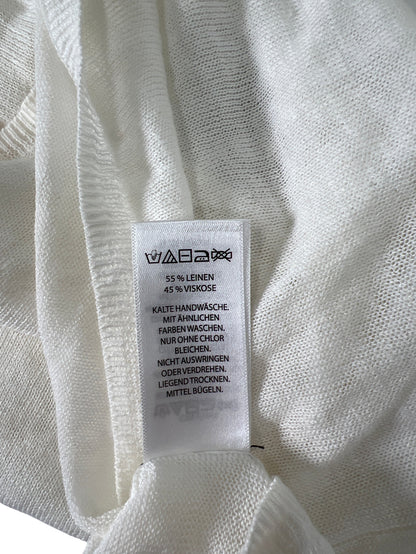 55 % LEINEN
45 % VISKOSE
KALTE HANDWÄSCHE.
MIT ÄHNLICHEN
FARBEN WASCHEN.
NUR OHNE CHLOR
BLEICHEN.
NICHT AUSWRINGEN
ODER VERDREHEN.
LIEGEND TROCKNEN.
MITTEL BÜGELN.